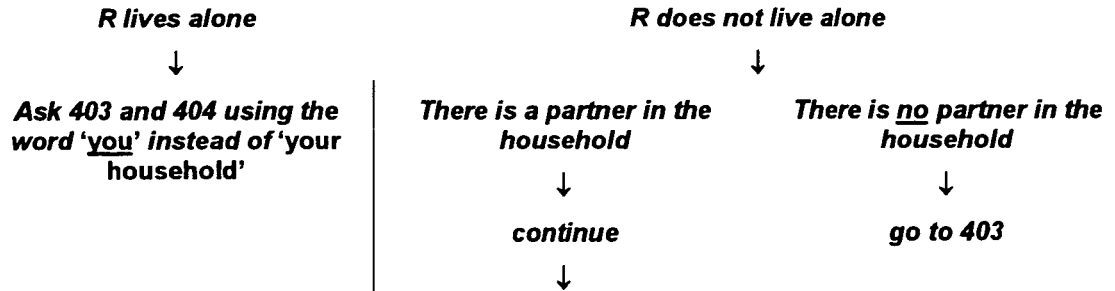 R lives alone
R does not live alone
↓
↓
Ask 403 and 404 using the
word ‘you’ instead of ‘your
household’
There is a partner in the
household
There is no partner in the
household
↓
↓
continue
go to 403
↓